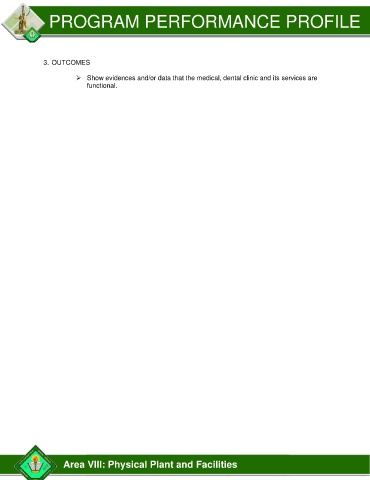 PROGRAM PERFORMANCE PROFILE
3. OUTCOMES
➢ Show evidences and/or data that the medical, dental clinic and its services are
functional.
Area VIII: Physical Plant and Facilities